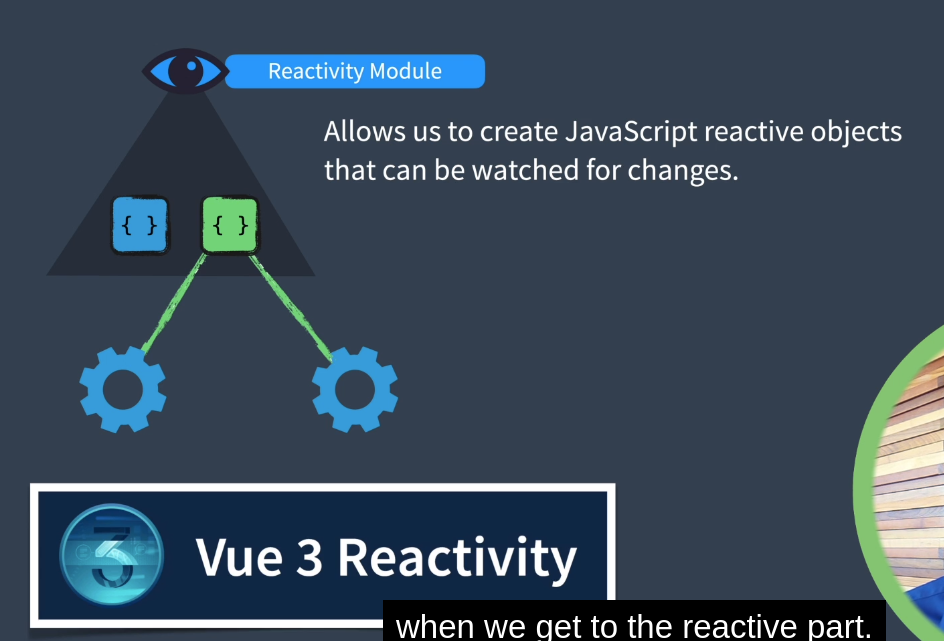 Reactivity Module
Allows us to create JavaScript reactive objects
that can be watched for changes.
{ } { }
3 Vue 3 Reactivity
when we get to the reactive part.